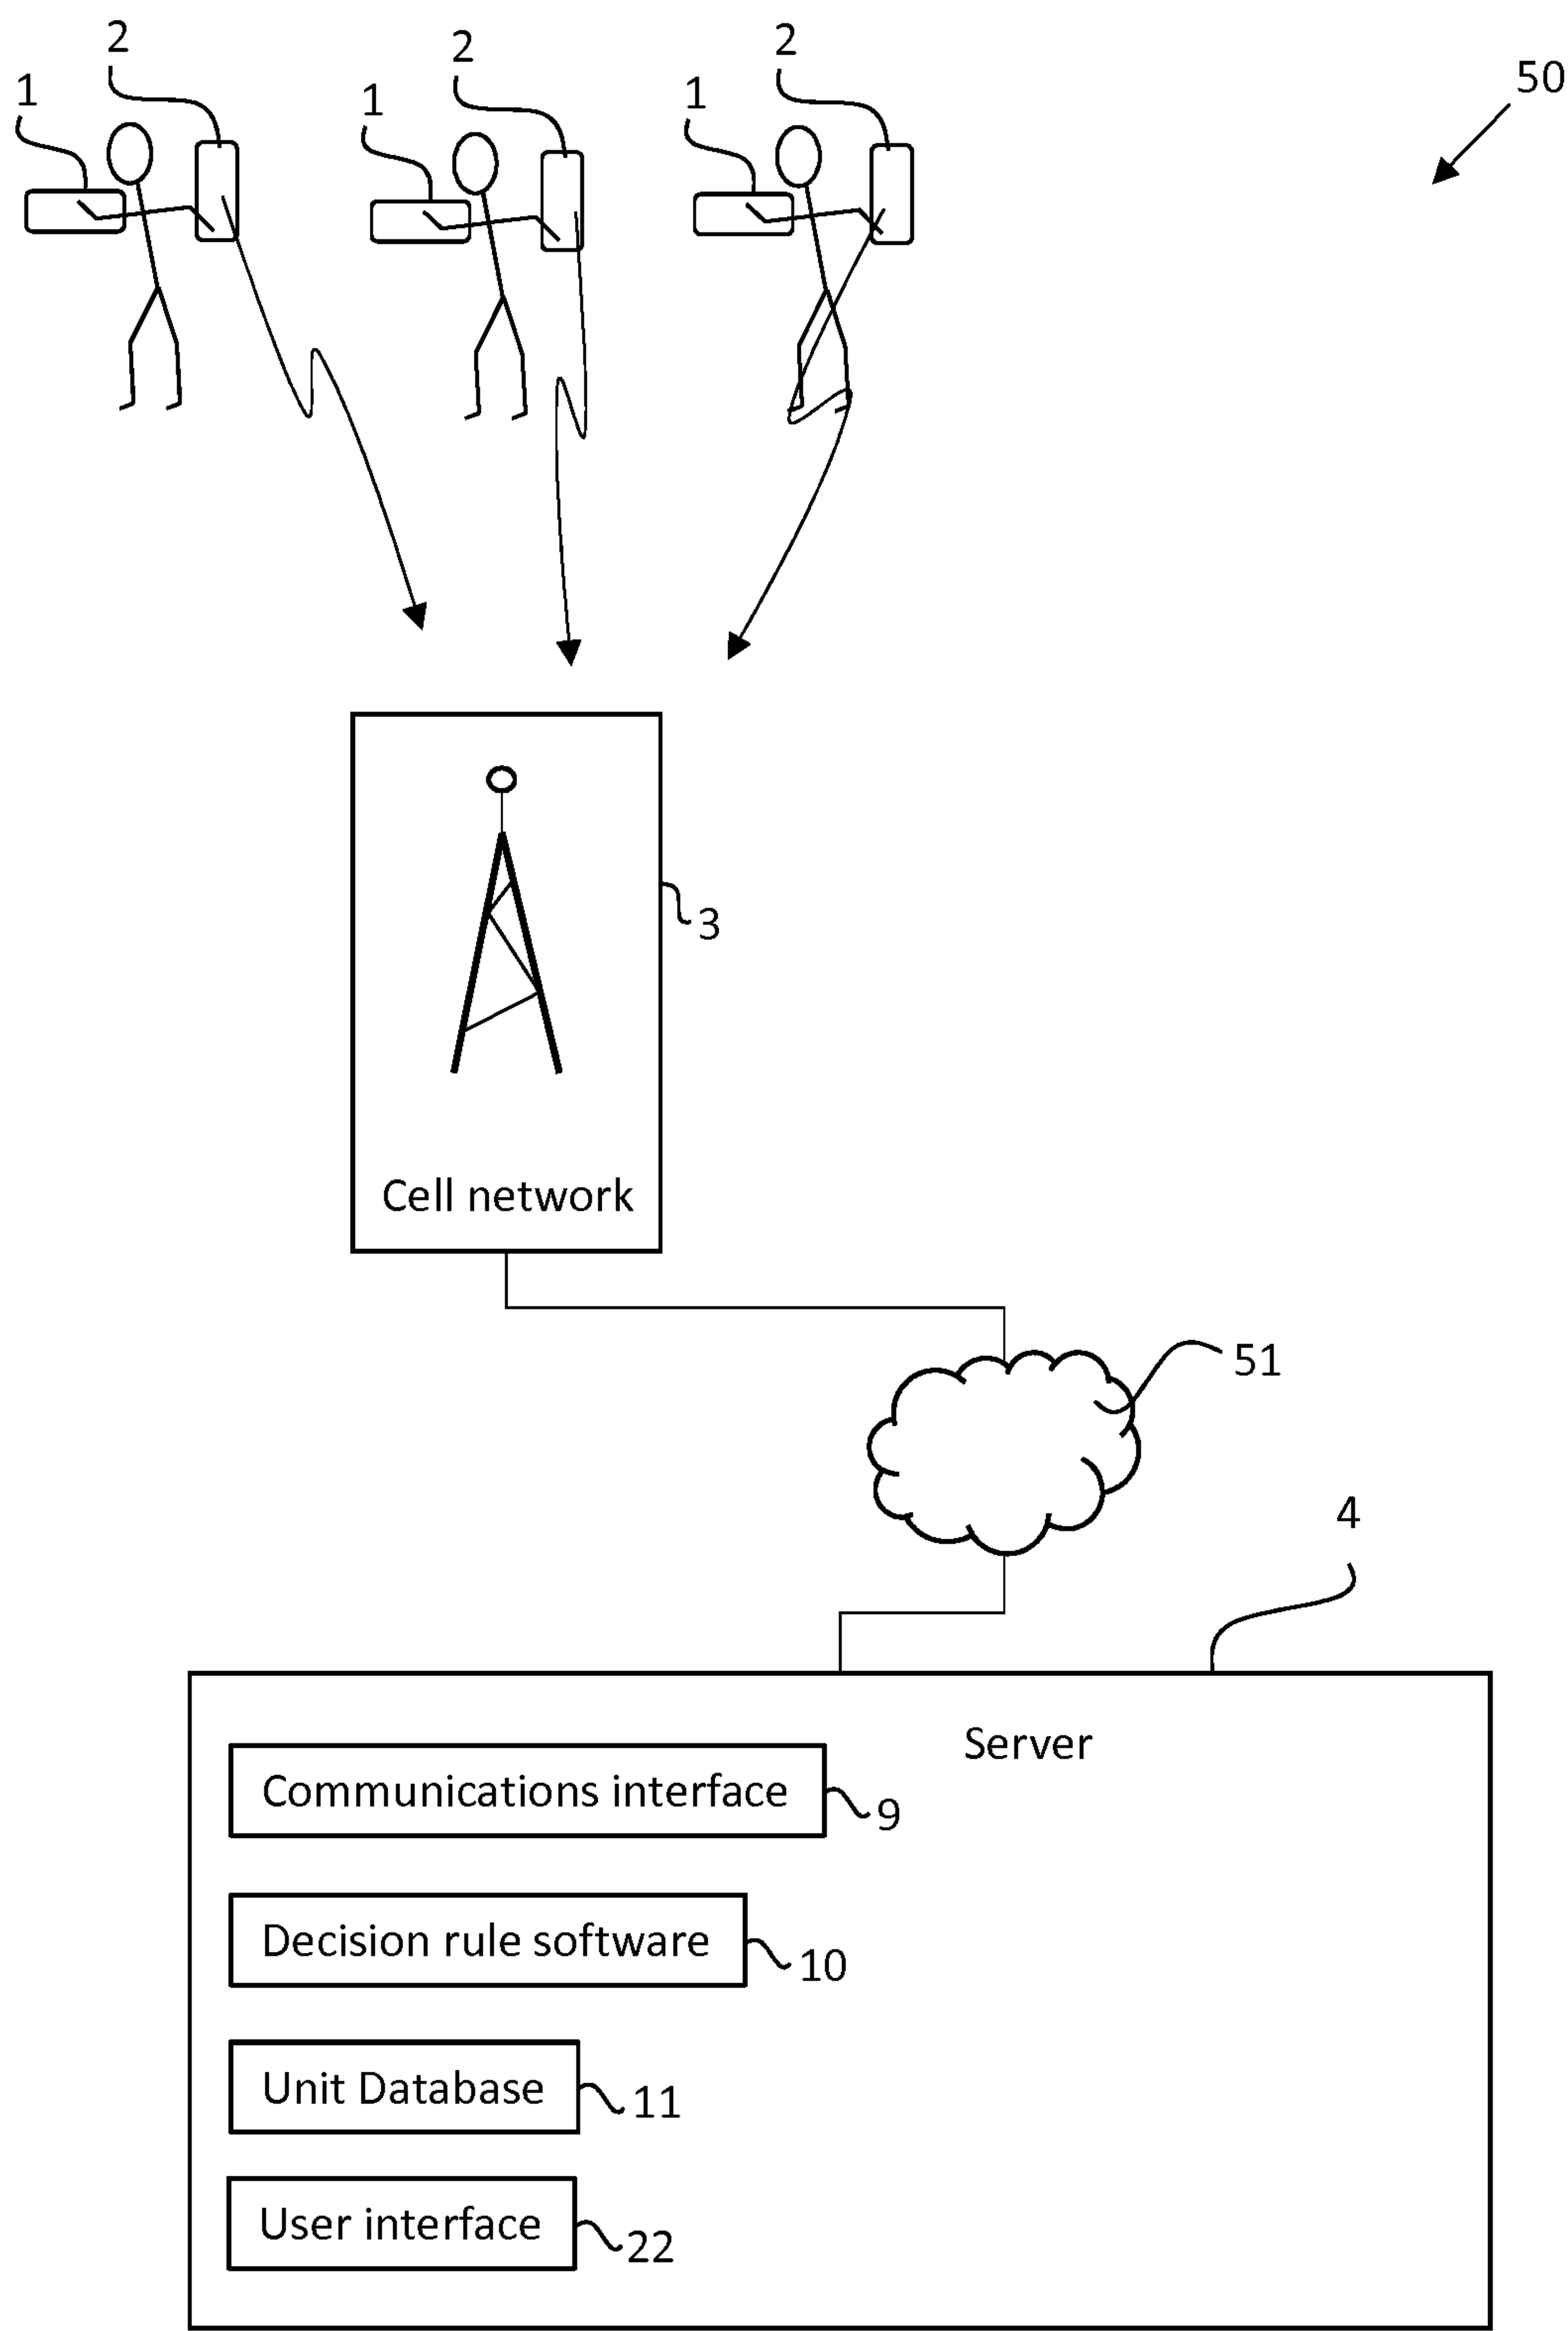 2
2
2
50
1
1
1
3
Cell network
51
4
Server
Communications interface
9
Decision rule software
10
Unit Database
11
User interface
22